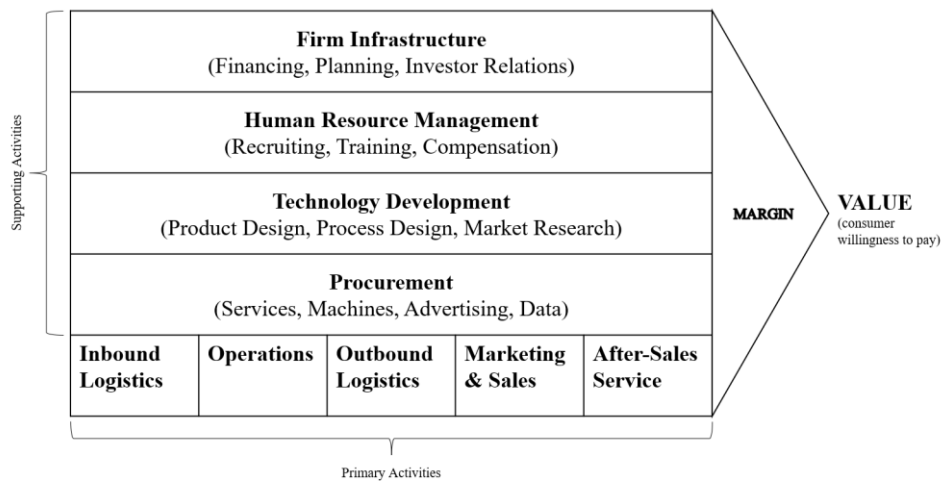 Supporting Activities
Firm Infrastructure
(Financing, Planning, Investor Relations)
Human Resource Management
(Recruiting, Training, Compensation)
Technology Development
(Product Design, Process Design, Market Research)
Procurement
(Services, Machines, Advertising, Data)
Inbound
Logistics
Operations
Outbound
Logistics
Marketing
& Sales
After-Sales
Service
Primary Activities
MARGIN
VALUE
(consumer
willingness to pay)